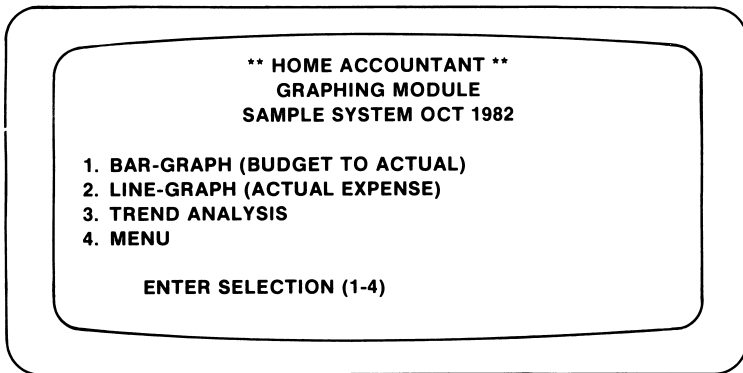 ** HOME ACCOUNTANT **
GRAPHING MODULE
SAMPLE SYSTEM OCT 1982
1. BAR-GRAPH (BUDGET TO ACTUAL)
2. LINE-GRAPH (ACTUAL EXPENSE)
3. TREND ANALYSIS
4. MENU
ENTER SELECTION (1-4)